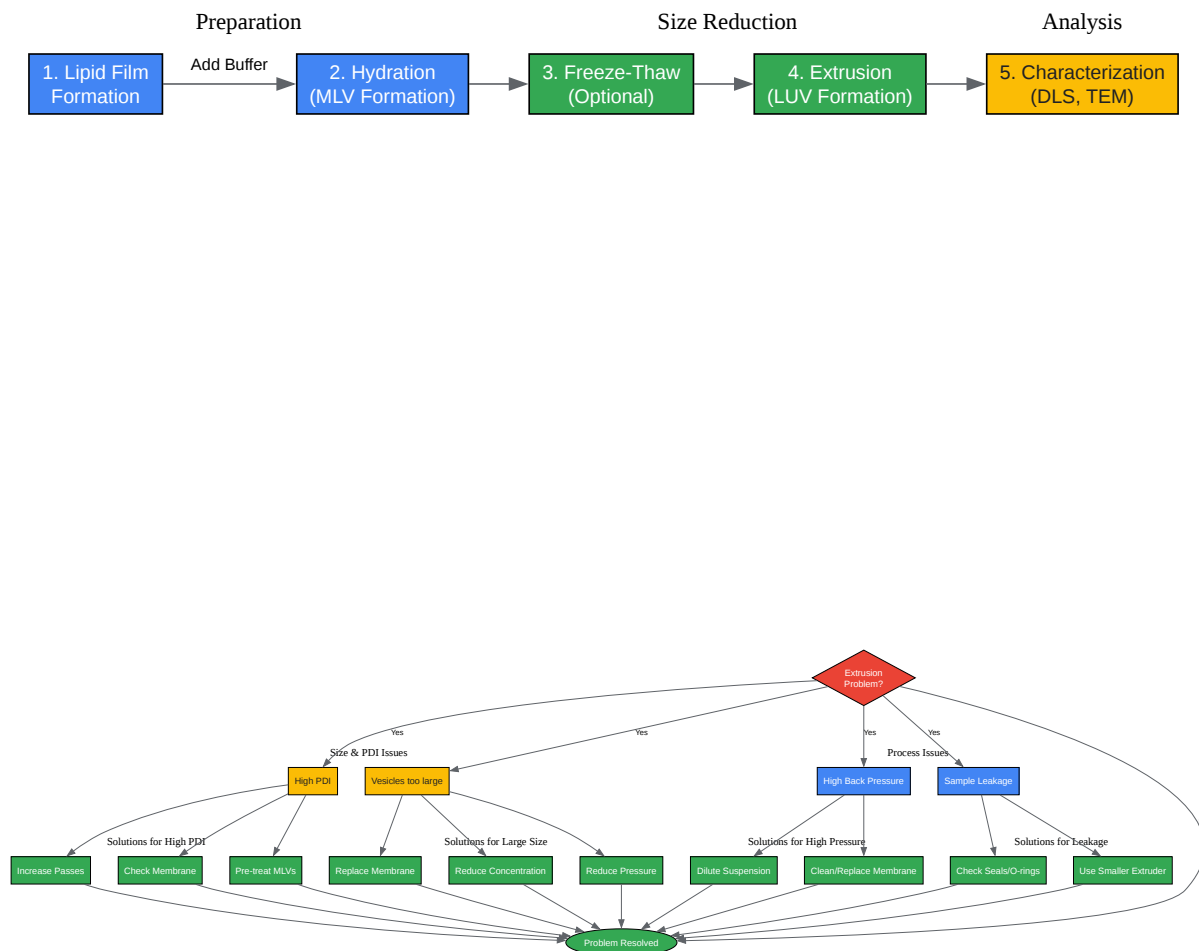 Preparation
Size Reduction
Analysis
1. Lipid Film
Formation
Add Buffer
2. Hydration
(MLV Formation)
3. Freeze-Thaw
(Optional)
4. Extrusion
(LUV Formation)
5. Characterization
(DLS, TEM)
Extrusion
Problem?
Yes
Yes
Yes
Yes
Size & PDI Issues
Process Issues
High PDI
Vesicles too large
High Back Pressure
Sample Leakage
Solutions for High PDI
Solutions for Large Size
Solutions for High Pressure
Solutions for Leakage
Increase Passes
Check Membrane
Pre-treat MLVs
Replace Membrane
Reduce Concentration
Reduce Pressure
Dilute Suspension
Clean/Replace Membrane
Check Seals/O-rings
Use Smaller Extruder
Problem Resolved